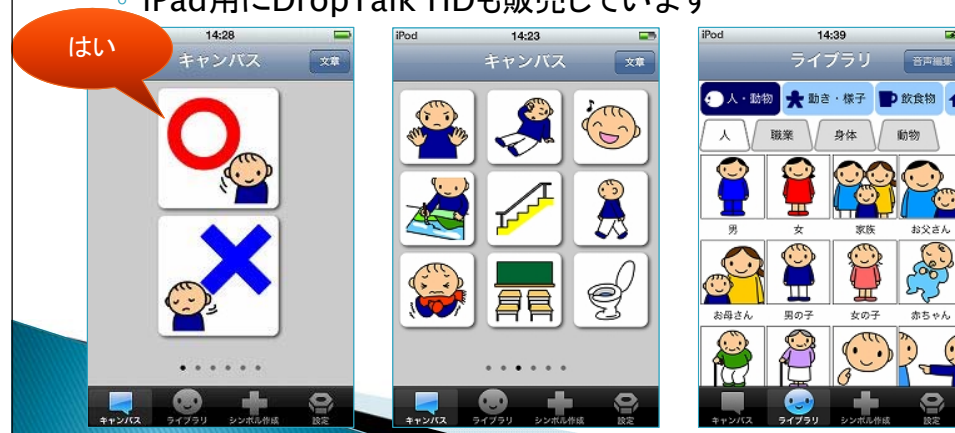 iPad用にDropTalk HDも販売しています
はい
14:28
キャンバス
文章
キャンバス
ライブラリ
シンボル作成
設定
iPod
14:23
キャンバス
文章
キャンバス
ライブラリ
シンボル作成
設定
iPod
14:39
ライブラリ
音声編集
人・動物
動き・様子
飲食物
人
職業
身体
動物
男
女
家族
お父さん
お母さん
男の子
女の子
赤ちゃん
キャンバス
ライブラリ
シンボル作成
設定